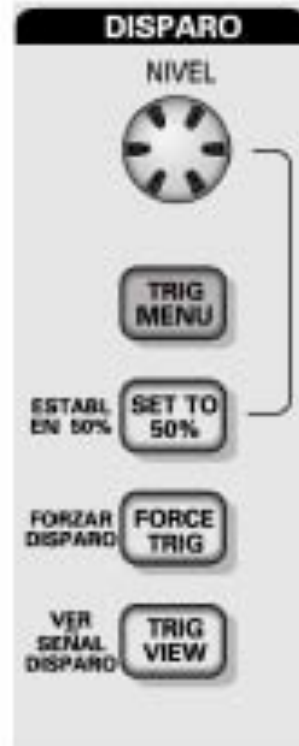 DISPARO
NIVEL
TRIG
MENU
ESTABL
EN 50%
SET TO
50%
FORZAR
DISPARO
FORCE
TRIG
VER
SEÑAL
DISPARO
TRIG
VIEW